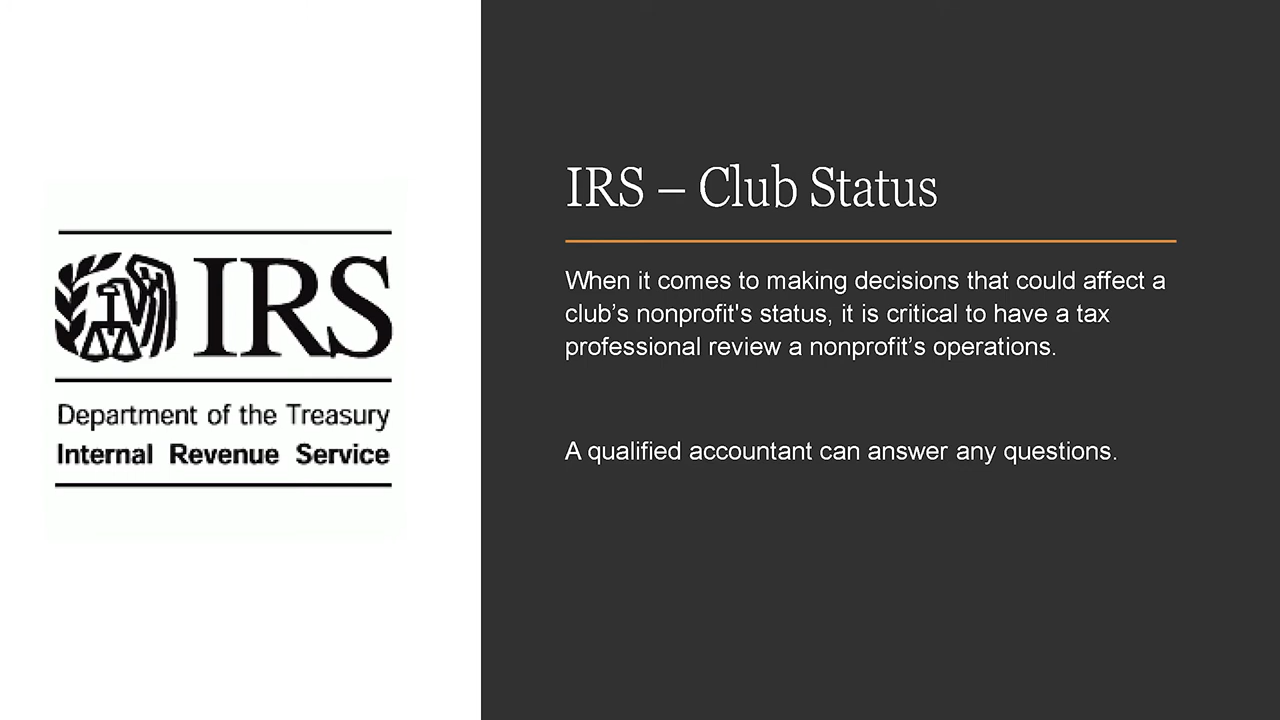 IRS
Department of the Treasury
Internal Revenue Service
IRS – Club Status
When it comes to making decisions that could affect a
club’s nonprofit's status, it is critical to have a tax
professional review a nonprofit’s operations.
A qualified accountant can answer any questions.